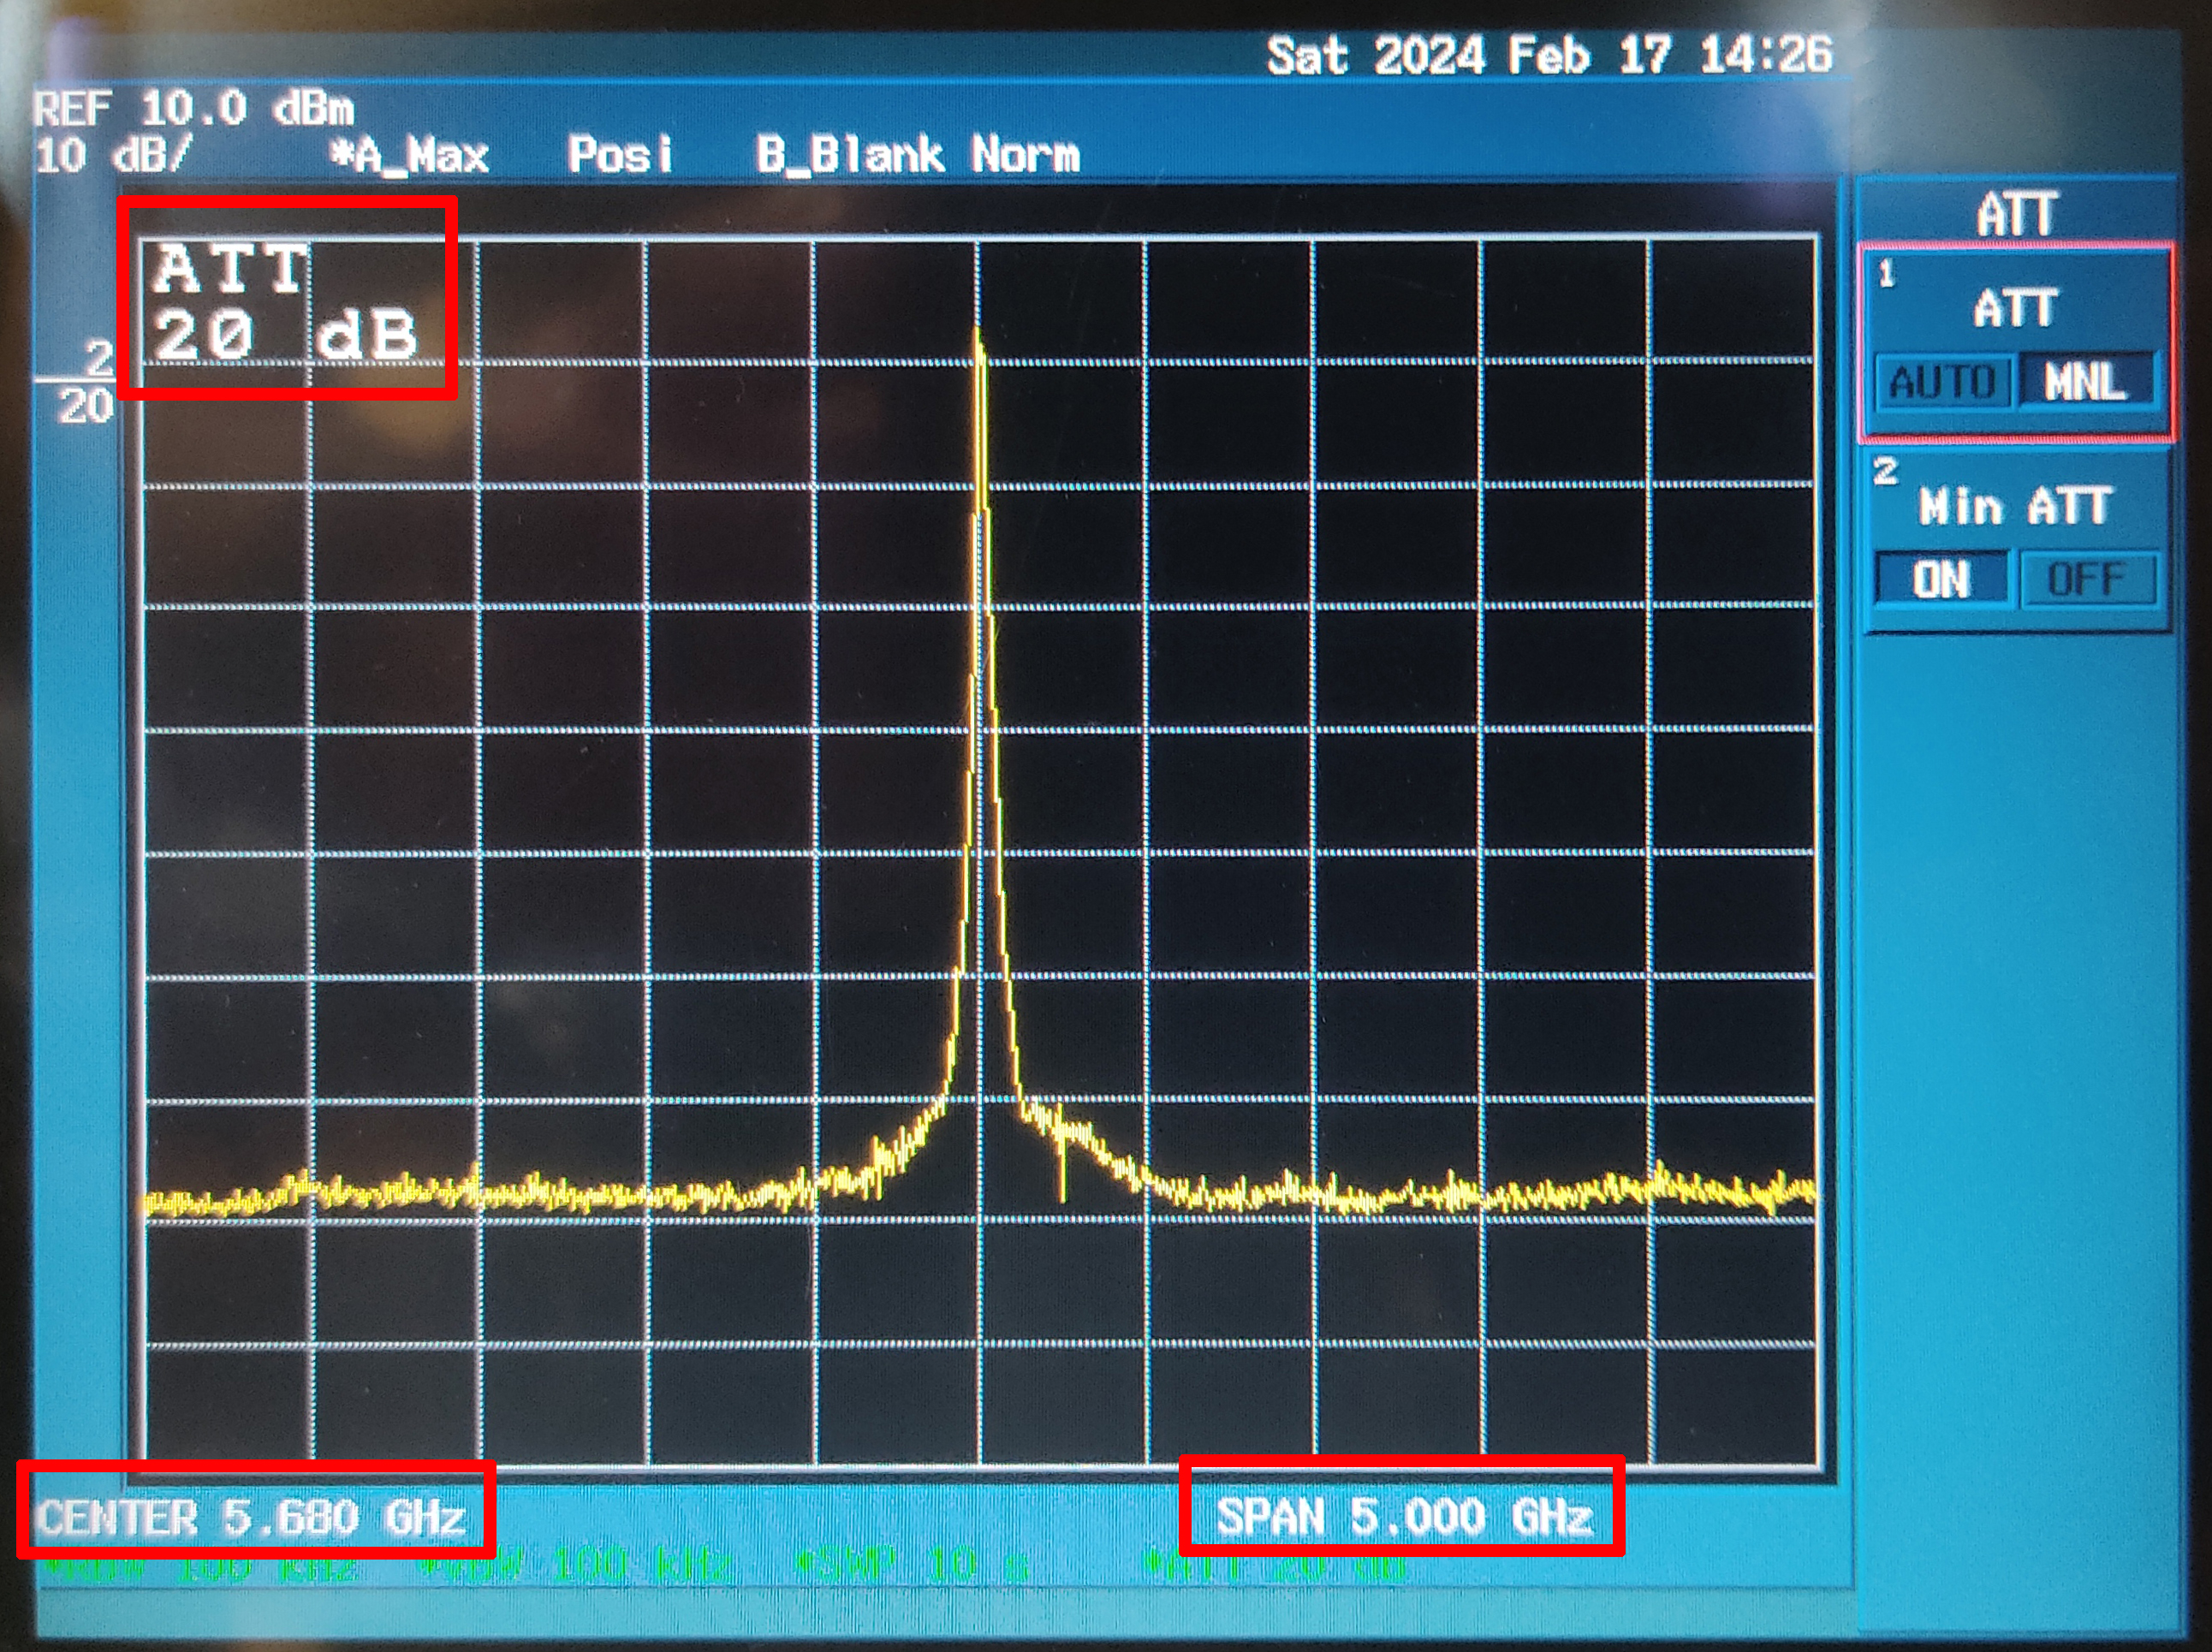 Sat 2024 Feb 17 14:26
REF 10.0 dBm
10 dB/ *A_Max Posi B_Blank Norm
ATT
20 dB
2
20
ATT
1
ATT
AUTO MNL
2
Min ATT
ON OFF
CENTER 5.680 GHz SPAN 5.000 GHz
*RBW 100 kHz *VBW 100 kHz *SWP 10 s *ATT 20 dB